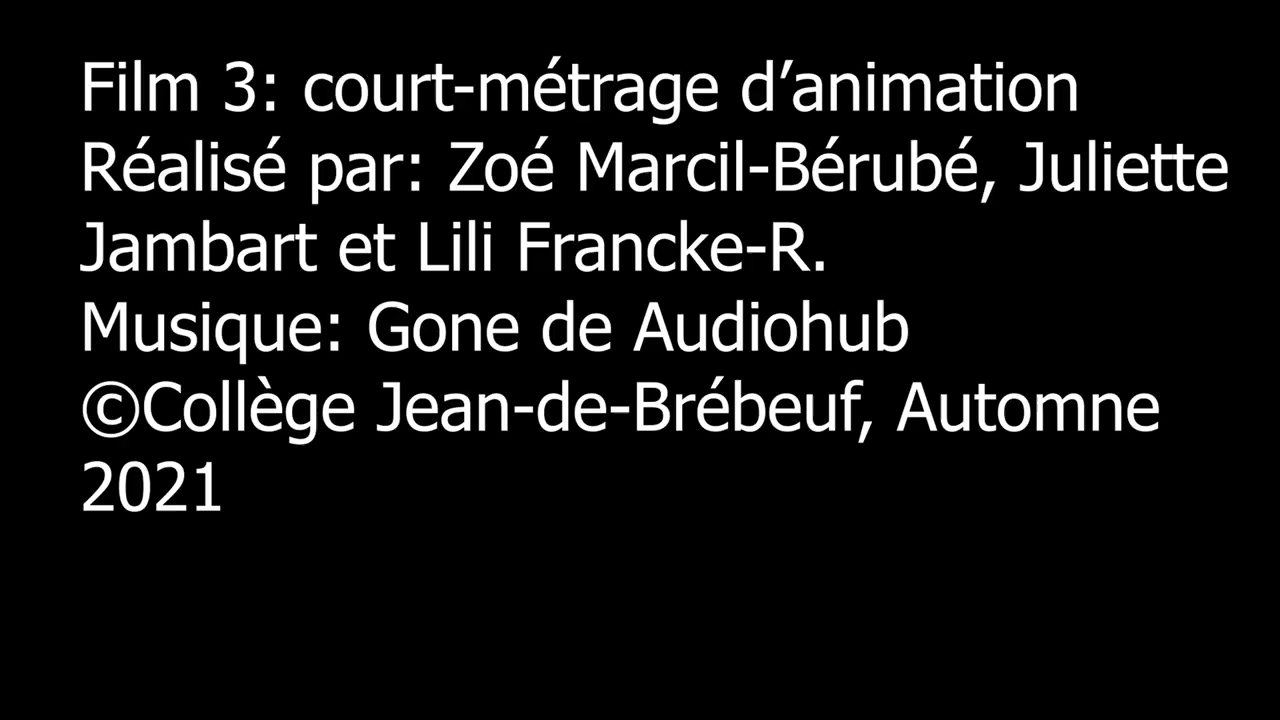 Film 3: court-métrage d’animation
Réalisé par: Zoé Marcil-Bérubé, Juliette
Jambart et Lili Francke-R.
Musique: Gone de Audiohub
©Collège Jean-de-Brébeuf, Automne
2021